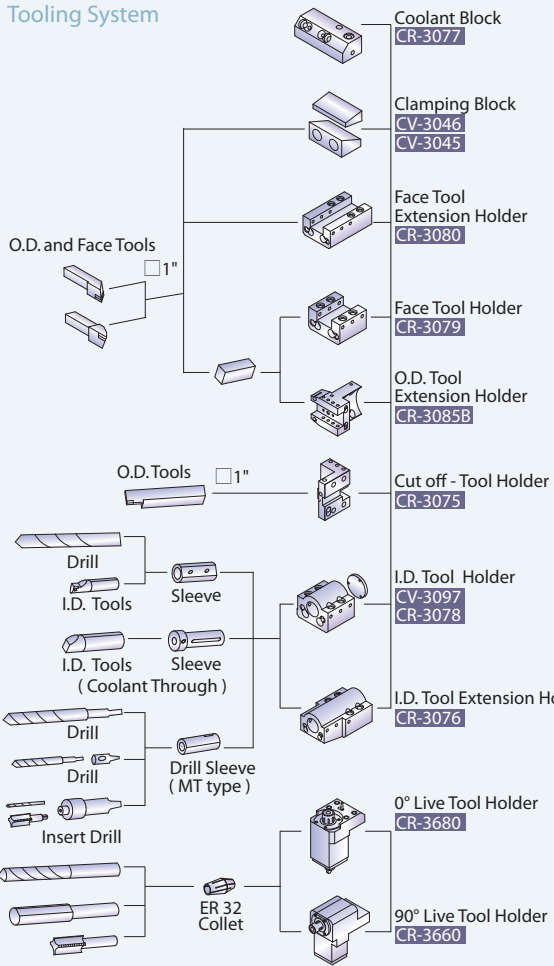 Tooling System
Coolant Block
CR-3077
Clamping Block
CV-3046
CV-3045
Face Tool
Extension Holder
CR-3080
O.D. and Face Tools
□1"
Face Tool Holder
CR-3079
O.D. Tool
Extension Holder
CR-3085B
O.D. Tools □1"
Cut off - Tool Holder
CR-3075
Drill
I.D. Tools
Sleeve
I.D. Tool Holder
CV-3097
CR-3078
I.D. Tools
( Coolant Through )
Sleeve
I.D. Tool Extension Ho
CR-3076
Drill
Drill
Drill Sleeve
( MT type )
Insert Drill
0° Live Tool Holder
CR-3680
ER 32
Collet
90° Live Tool Holder
CR-3660